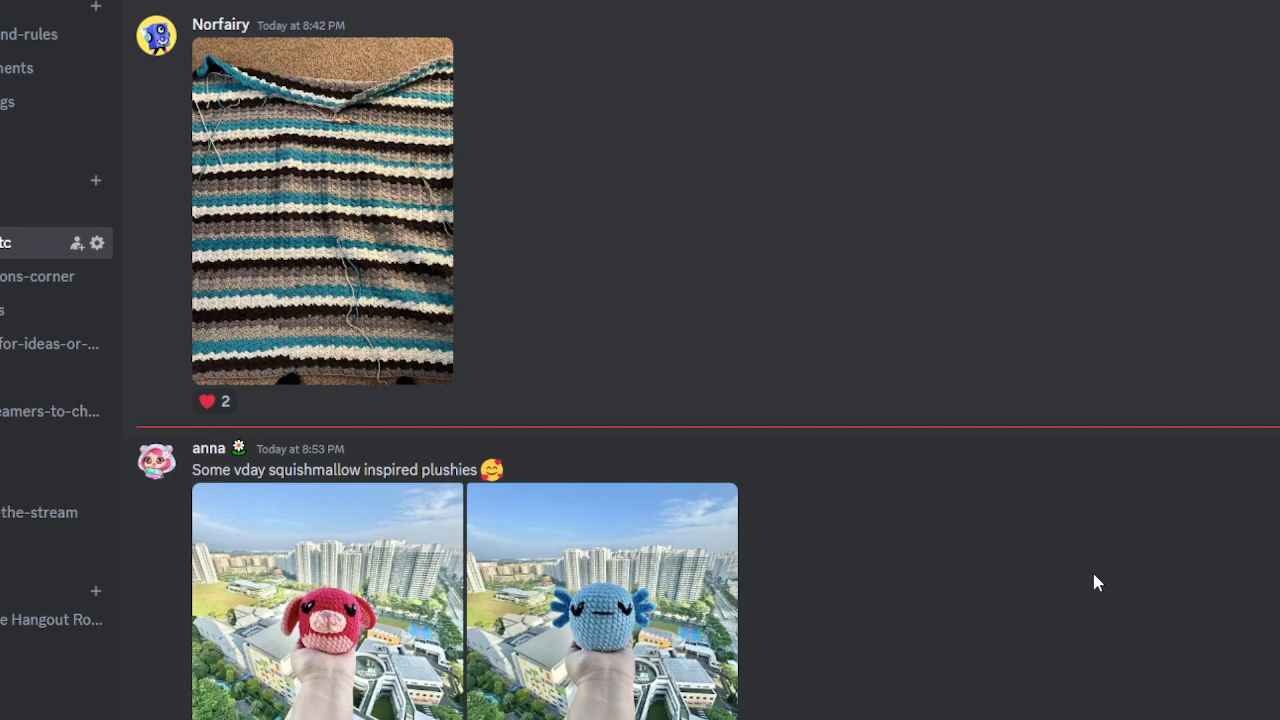 nd-rules
nents
gs
tc
ons-corner
s
for-ideas-or-...
eamers-to-ch...
the-stream
e Hangout Ro...
Norfairy Today at 8:42 PM
2
anna Today at 8:53 PM
Some vday squishmallow inspired plushies